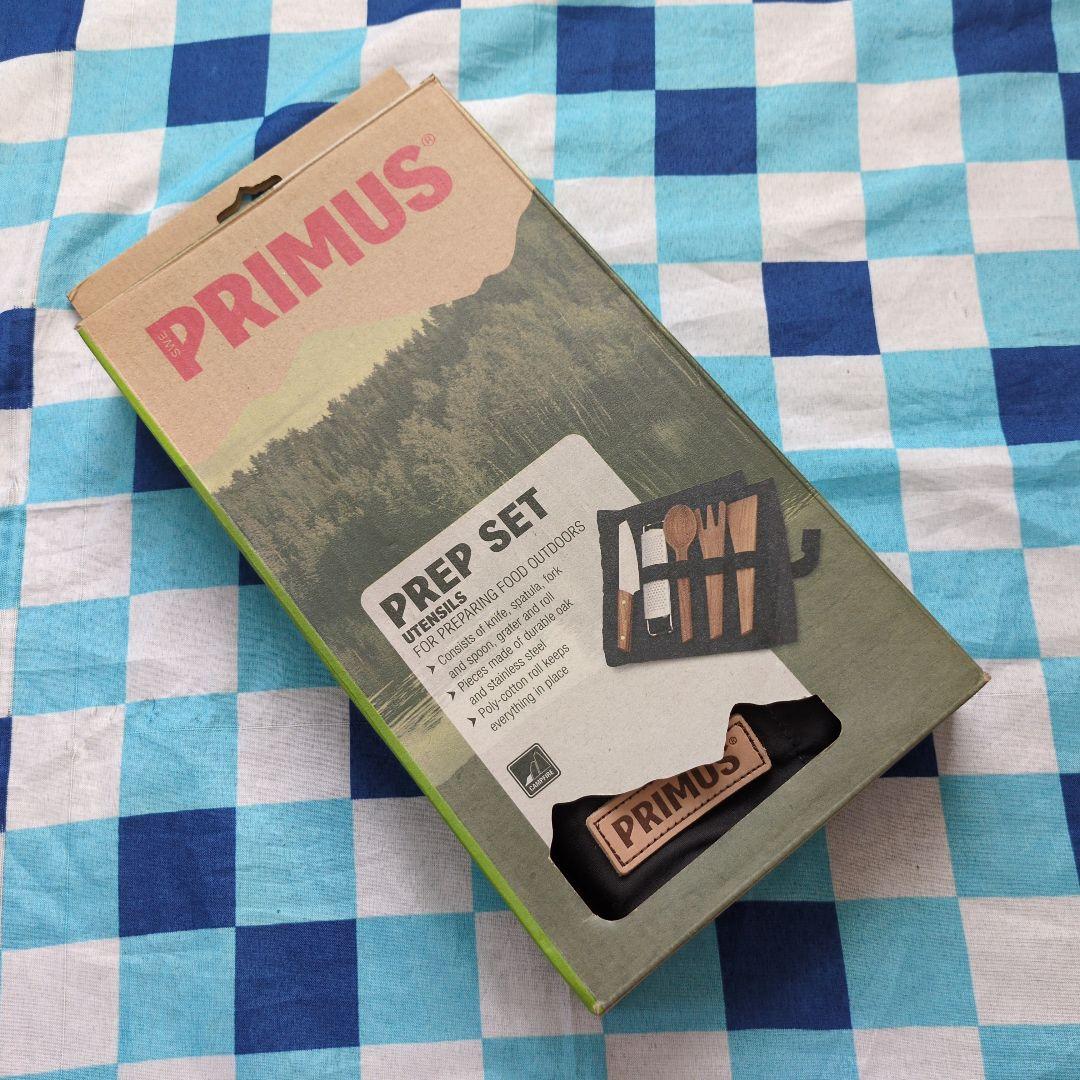 PRIMUS®
SWE
PREP SET
UTENSILS
FOR PREPARING FOOD OUTDOORS
➤ Consists of knife, spatula, fork
and spoon, grater and roll
➤ Pieces made of durable oak
and stainless steel
➤ Poly-cotton roll keeps
everything in place
CAMPFIRE
PRIMUS®